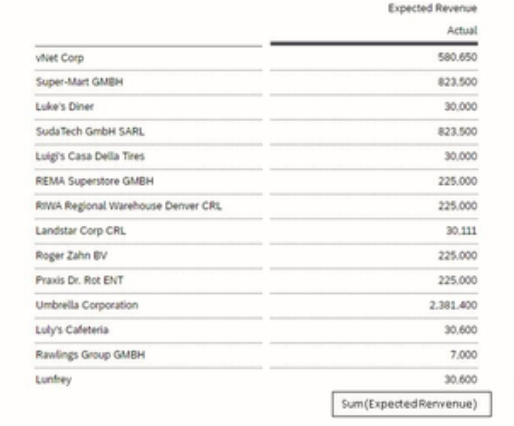 Expected Revenue
Actual
vNet Corp 580,650
Super-Mart GMBH 823,500
Luke's Diner 30,000
SudaTech GmbH SARL 823,500
Luigi's Casa Della Tires 30,000
REMA Superstore GMBH 225,000
RIWA Regional Warehouse Denver CRL 225,000
Landstar Corp CRL 30,111
Roger Zahn BV 225,000
Praxis Dr. Rot ENT 225,000
Umbrella Corporation 2,381,400
Luly's Cafeteria 30,600
Rawlings Group GMBH 7,000
Lunfrey 30,600
Sum(ExpectedRenvenue)